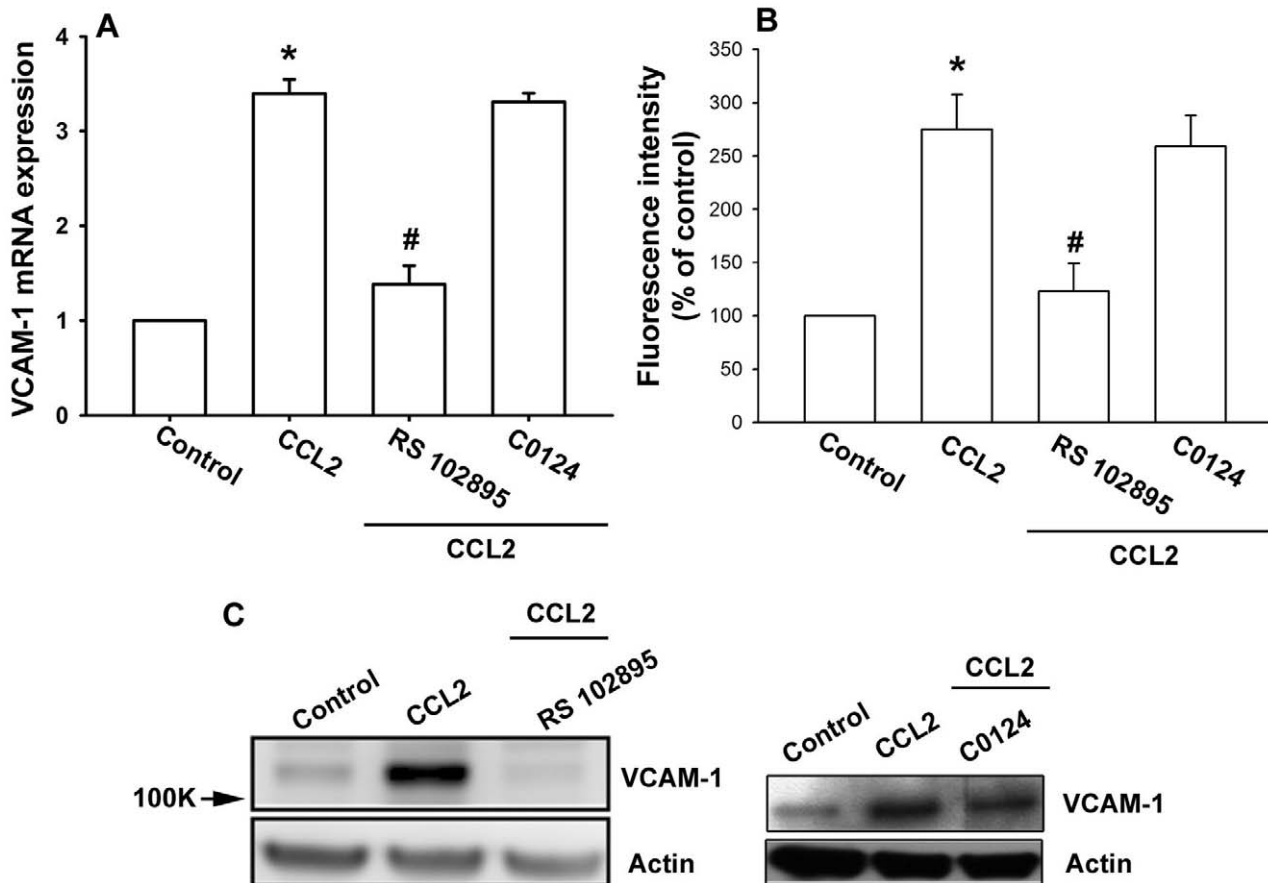 A
VCAM-1 mRNA expression
4
3
2
1
0
*
#
Control
CCL2
RS 102895
C0124
CCL2
B
Fluorescence intensity
(% of control)
350
300
250
200
150
100
50
0
*
#
Control
CCL2
RS 102895
C0124
CCL2
C
CCL2
Control
CCL2
RS 102895
VCAM-1
100K
Actin
CCL2
Control
CCL2
C0124
VCAM-1
Actin